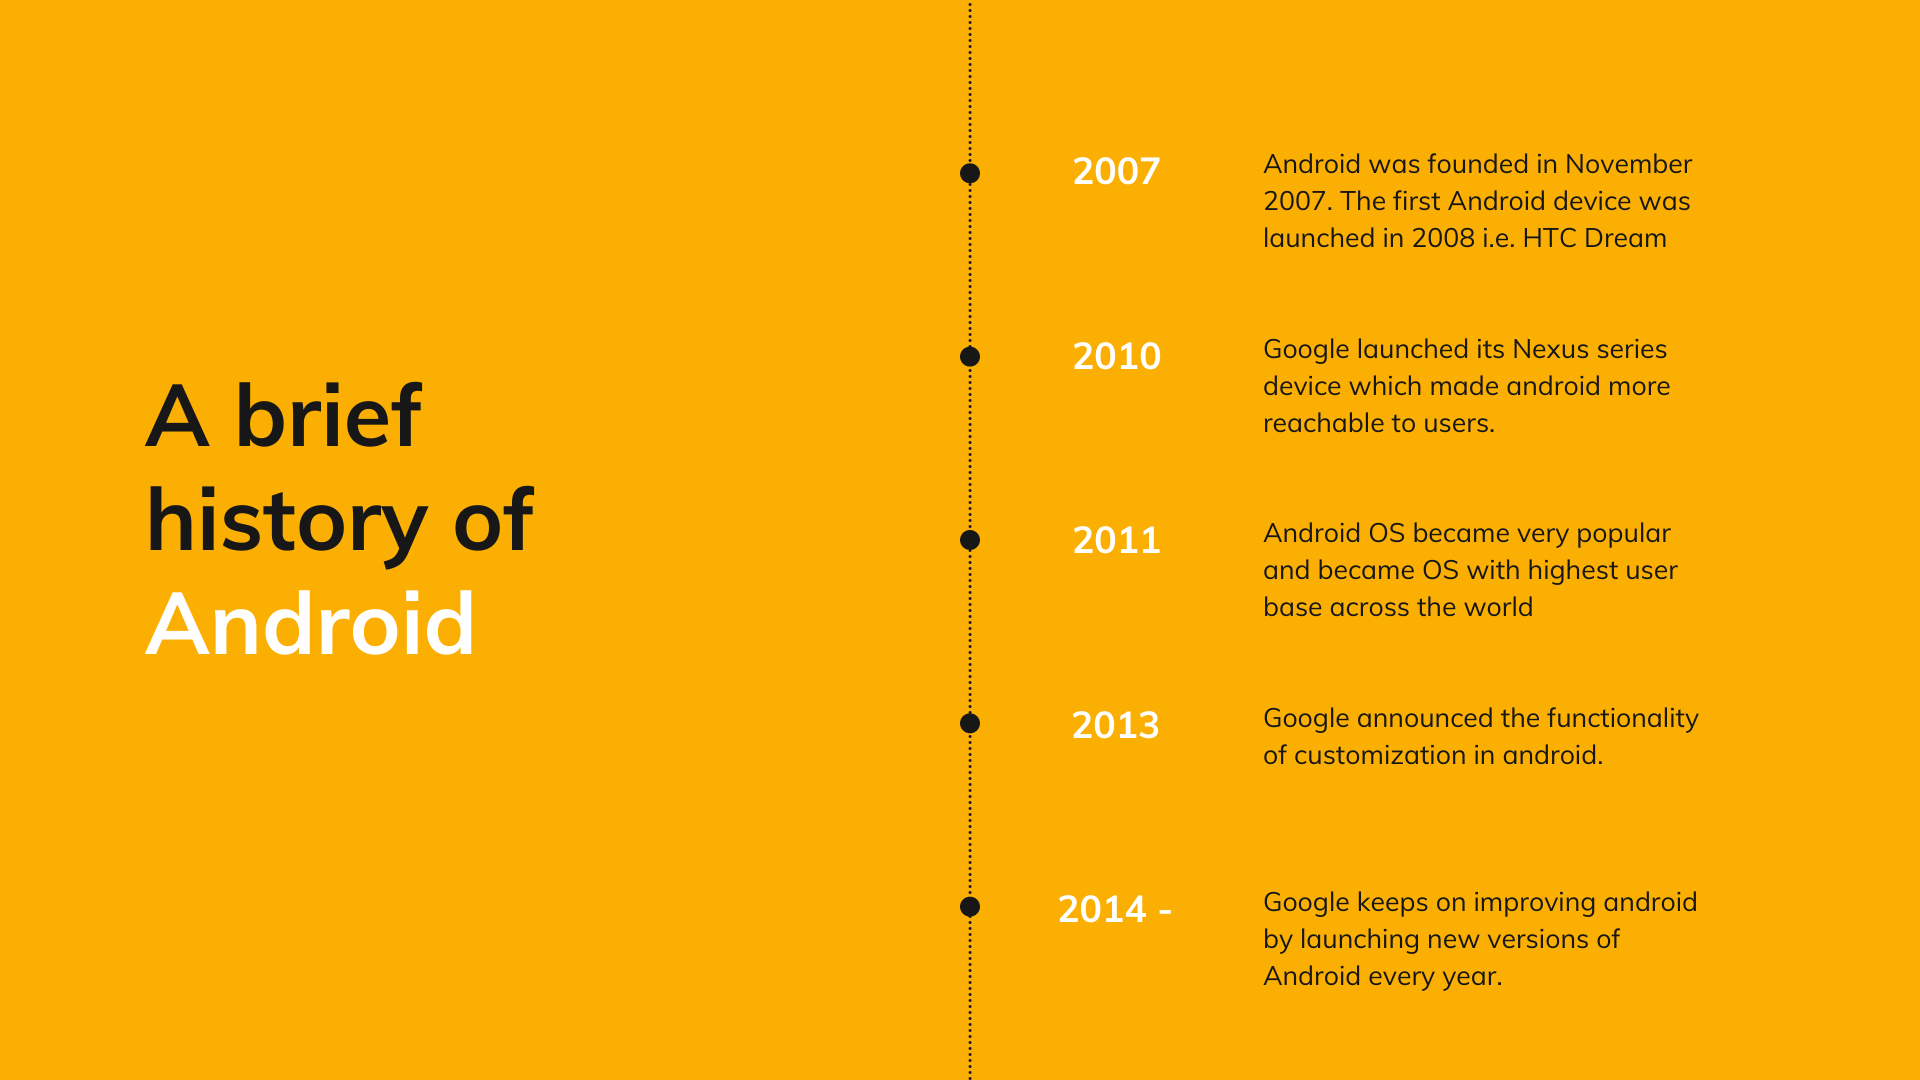 A brief
history of
Android
2007
Android was founded in November
2007. The first Android device was
launched in 2008 i.e. HTC Dream
2010
Google launched its Nexus series
device which made android more
reachable to users.
2011
Android OS became very popular
and became OS with highest user
base across the world
2013
Google announced the functionality
of customization in android.
2014 -
Google keeps on improving android
by launching new versions of
Android every year.